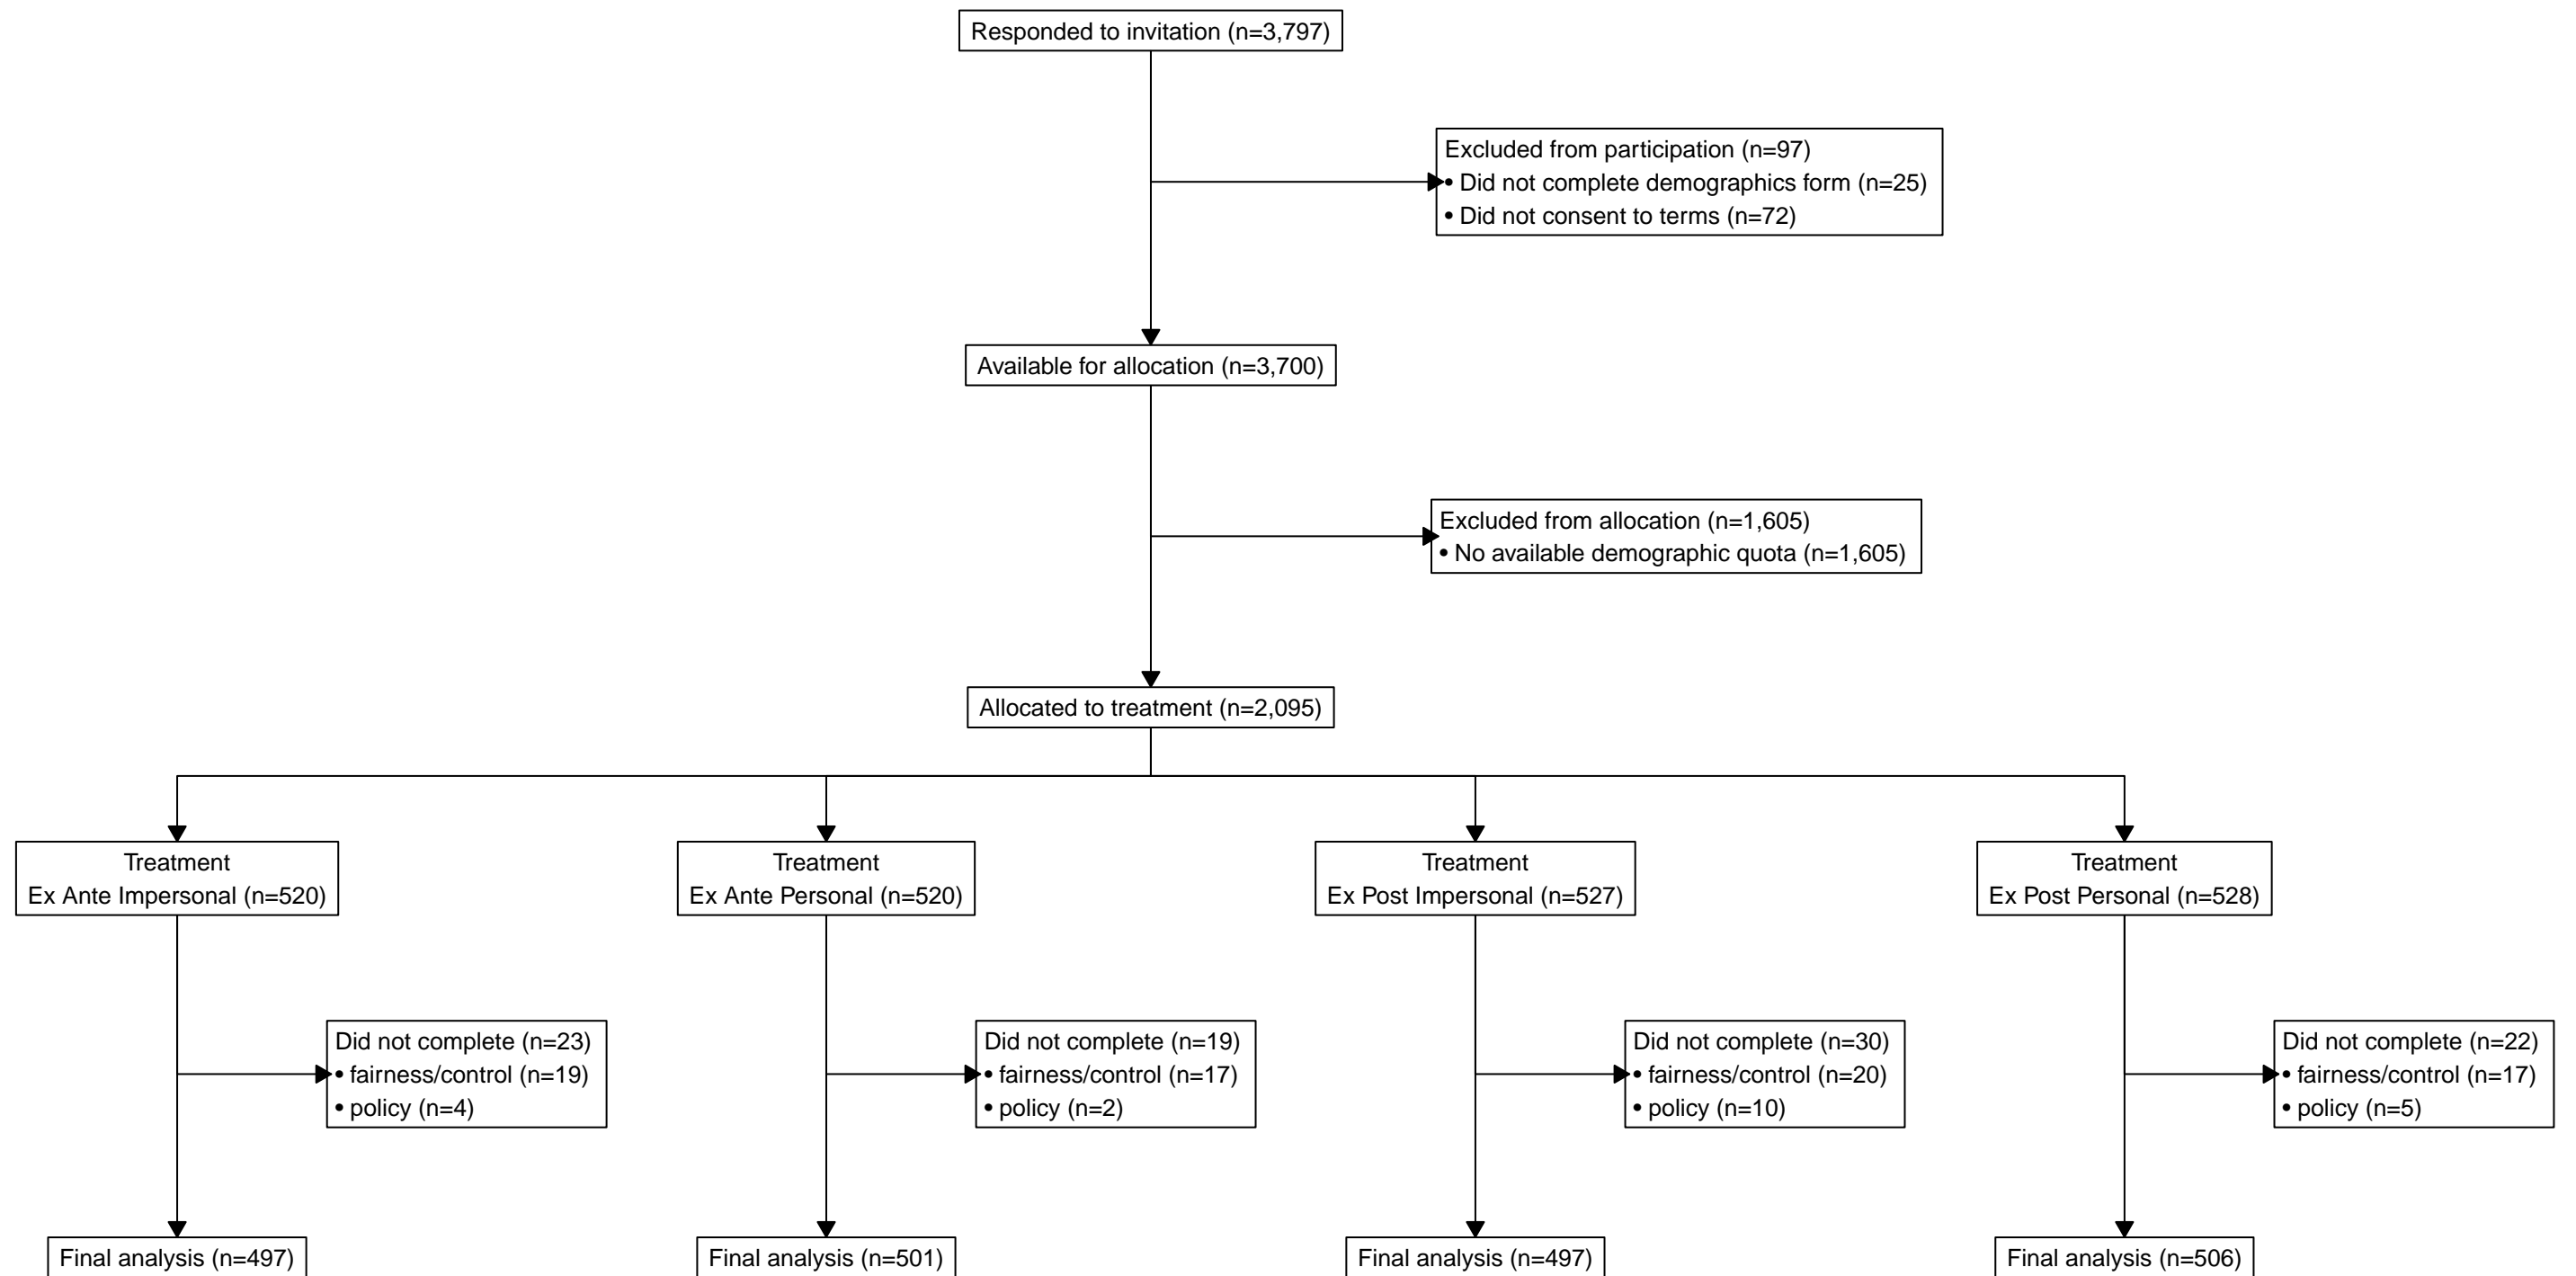 Responded to invitation (n=3,797)
Excluded from participation (n=97)
• Did not complete demographics form (n=25)
• Did not consent to terms (n=72)
Available for allocation (n=3,700)
Excluded from allocation (n=1,605)
• No available demographic quota (n=1,605)
Allocated to treatment (n=2,095)
Treatment
Ex Ante Impersonal (n=520)
Treatment
Ex Ante Personal (n=520)
Treatment
Ex Post Impersonal (n=527)
Treatment
Ex Post Personal (n=528)
Did not complete (n=23)
• fairness/control (n=19)
• policy (n=4)
Did not complete (n=19)
• fairness/control (n=17)
• policy (n=2)
Did not complete (n=30)
• fairness/control (n=20)
• policy (n=10)
Did not complete (n=22)
• fairness/control (n=17)
• policy (n=5)
Final analysis (n=497)
Final analysis (n=501)
Final analysis (n=497)
Final analysis (n=506)